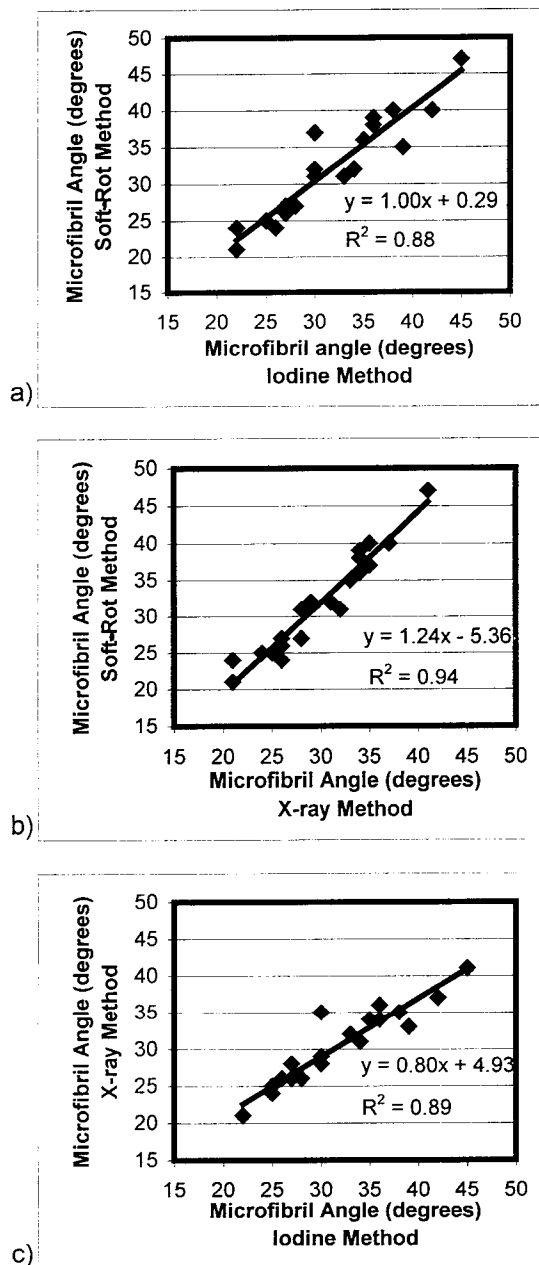 Microfibril Angle (degrees)
Soft-Rot Method
50
45
40
35
30
25
20
15
y = 1.00x + 0.29
R² = 0.88
15 20 25 30 35 40 45 50
Microfibril angle (degrees)
Iodine Method
a)
Microfibril Angle (degrees)
Soft-Rot Method
50
45
40
35
30
25
20
15
y = 1.24x - 5.36
R² = 0.94
15 20 25 30 35 40 45 50
Microfibril Angle (degrees)
X-ray Method
b)
Microfibril Angle (degrees)
X-ray Method
50
45
40
35
30
25
20
15
y = 0.80x + 4.93
R² = 0.89
15 20 25 30 35 40 45 50
Microfibril Angle (degrees)
Iodine Method
c)